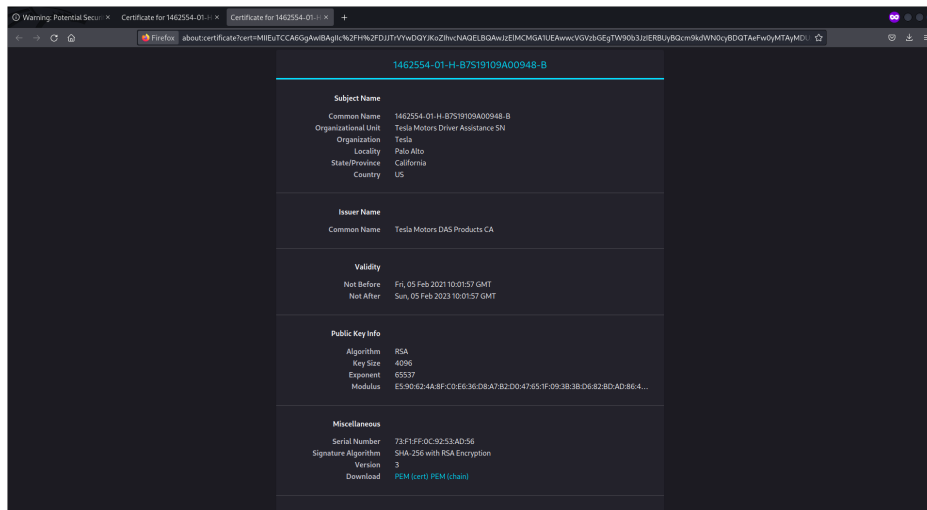 Warning: Potential Securi × Certificate for 1462554-01-H × Certificate for 1462554-01-H × +
Firefox about:certificate?cert=MIIEuTCCA6GgAwIBAgIIc%2FH%2FDJJTrVYwDQYJKoZIhvcNAQELBQAwJzElMCMGA1UEAwwcVGVzbGEgTW90b3JzIERBUyBQcm9kdWN0cyBDQTAeFw0yMTAyMDU
1462554-01-H-B7S19109A00948-B
Subject Name
Common Name 1462554-01-H-B7S19109A00948-B
Organizational Unit Tesla Motors Driver Assistance SN
Organization Tesla
Locality Palo Alto
State/Province California
Country US
Issuer Name
Common Name Tesla Motors DAS Products CA
Validity
Not Before Fri, 05 Feb 2021 10:01:57 GMT
Not After Sun, 05 Feb 2023 10:01:57 GMT
Public Key Info
Algorithm RSA
Key Size 4096
Exponent 65537
Modulus E5:90:62:4A:8F:C0:E6:36:D8:A7:B2:D0:47:65:1F:09:3B:3B:D6:82:BD:AD:86:4...
Miscellaneous
Serial Number 73:F1:FF:0C:92:53:AD:56
Signature Algorithm SHA-256 with RSA Encryption
Version 3
Download PEM (cert) PEM (chain)